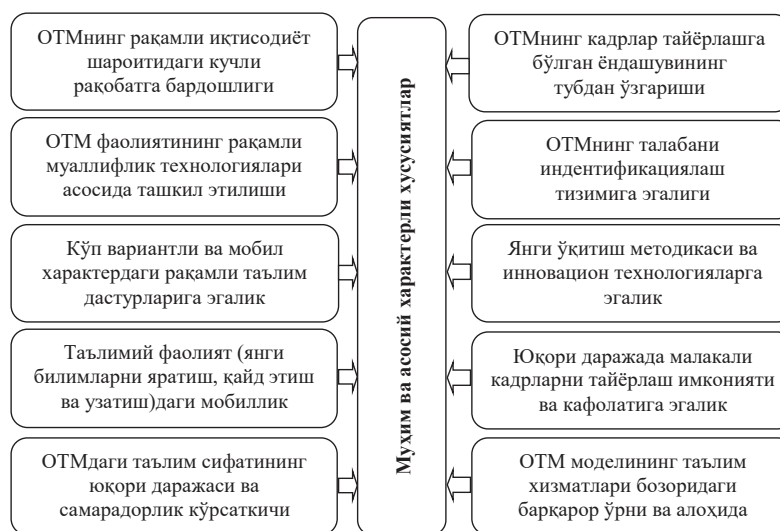 ОТМнинг рақамли иқтисодиёт
шароитидаги кучли
рақобатга бардошлиги
ОТМ фаолиятининг рақамли
муаллифлик технологиялари
асосида ташкил этилиши
Кўп вариантли ва мобил
характердаги рақамли таълим
дастурларига эгалик
Таълимий фаолият (янги
билимларни яратиш, қайд этиш
ва узатиш)даги мобиллик
ОТМдаги таълим сифатининг
юқори даражаси ва
самарадорлик кўрсаткичи
Муҳим ва асосий характерли хусусиятлар
ОТМнинг кадрлар тайёрлашга
бўлган ёндашувининг
тубдан ўзгариши
ОТМнинг талабани
индентификациялаш
тизимига эгалиги
Янги ўқитиш методикаси ва
инновацион технологияларга
эгалик
Юқори даражада малакали
кадрларни тайёрлаш имконияти
ва кафолатига эгалик
ОТМ моделининг таълим
хизматлари бозоридаги
барқарор ўрни ва алоҳида